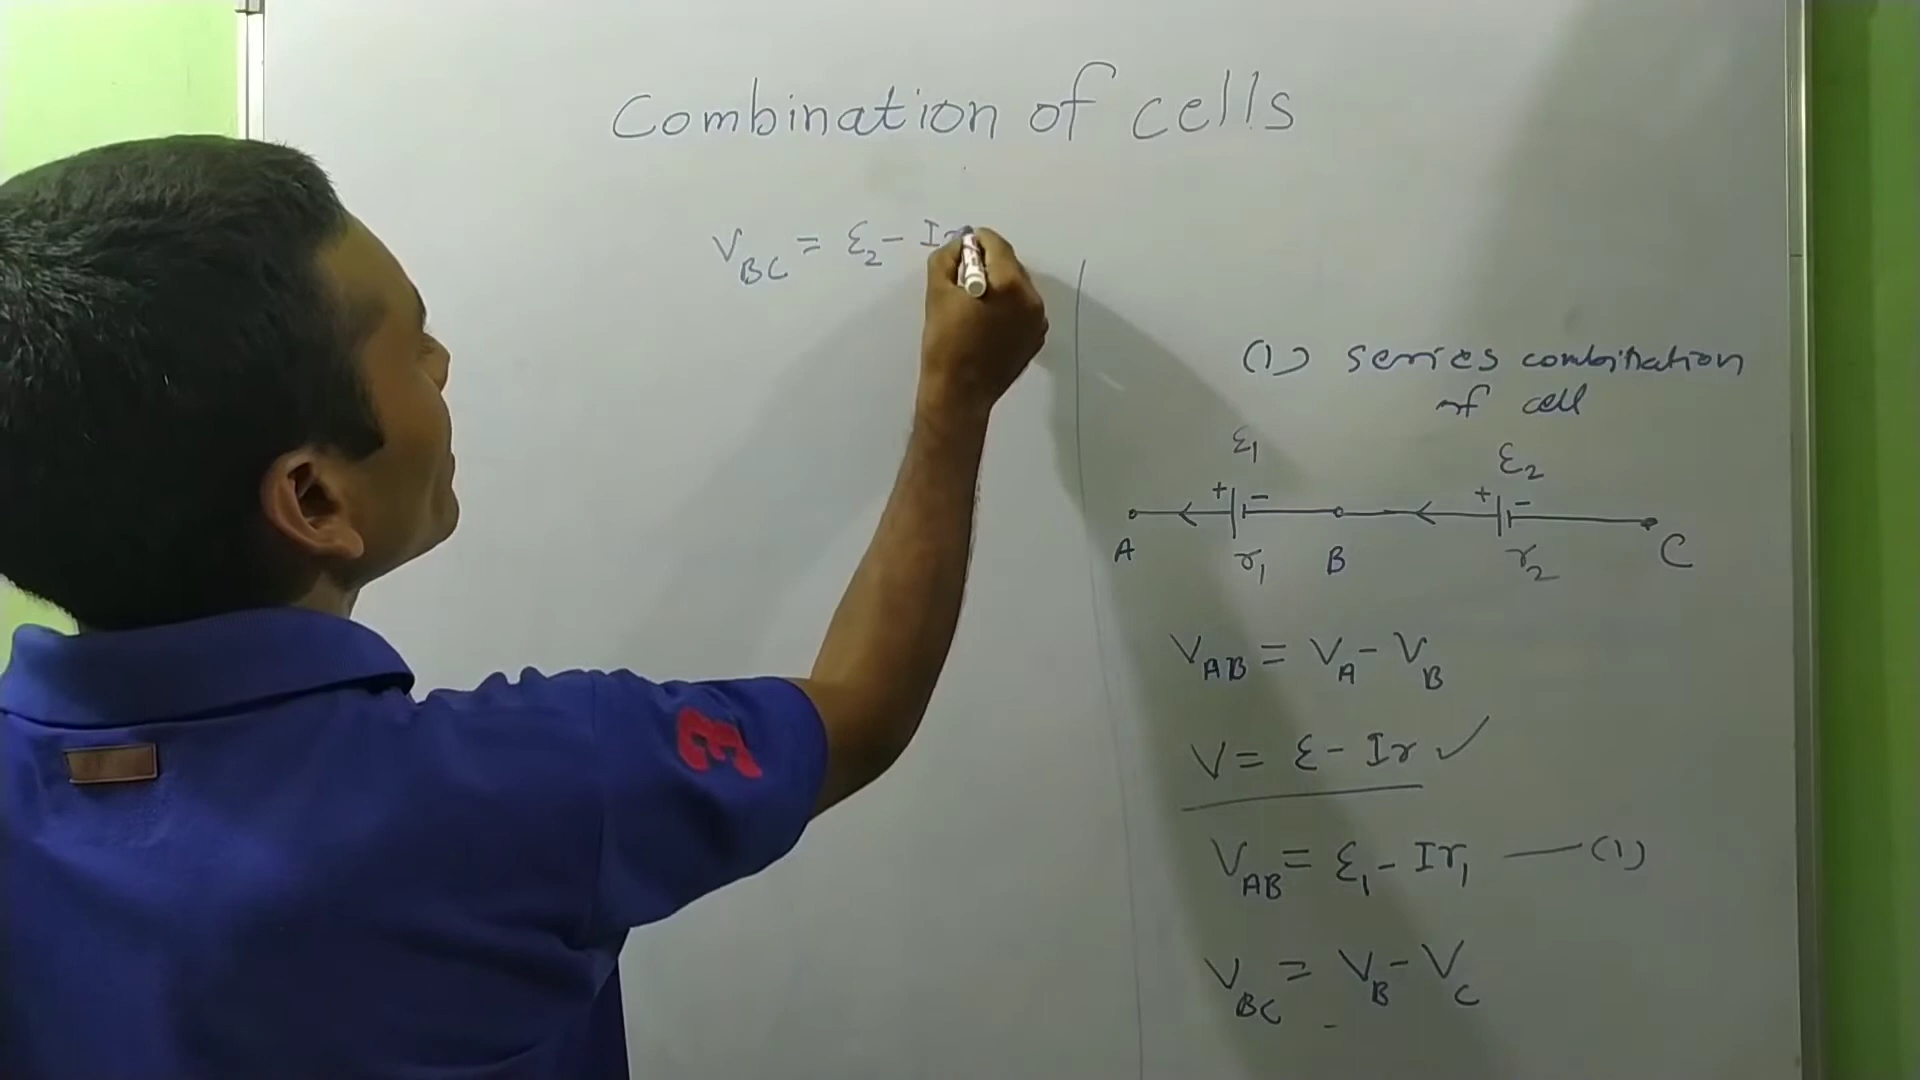 Combination of cells
V_BC = ε₂ - Ir
(1) series combination
of cell
ε₁ ε₂
+ - + -
A r₁ B r₂ C
V_AB = V_A - V_B
V = ε - Ir ✓
V_AB = ε₁ - Ir₁ —(1)
V_BC = V_B - V_C
-
ε